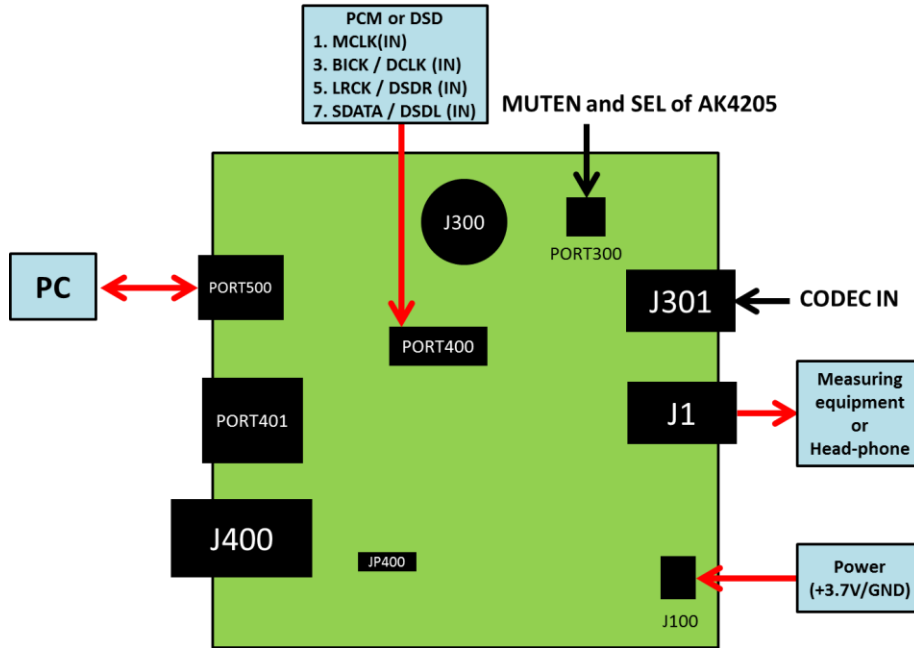 PCM or DSD
1. MCLK(IN)
3. BICK / DCLK (IN)
5. LRCK / DSDR (IN)
7. SDATA / DSDL (IN)
MUTEN and SEL of AK4205
J300
PORT300
PC
PORT500
J301
CODEC IN
PORT400
PORT401
J1
Measuring
equipment
or
Head-phone
J400
JP400
J100
Power
(+3.7V/GND)